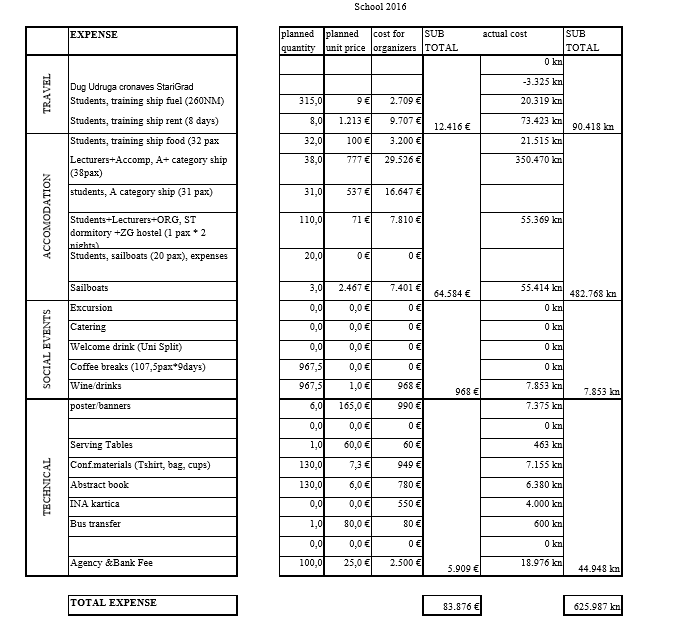 School 2016
EXPENSE planned quantity planned unit price cost for organizers SUB TOTAL actual cost SUB TOTAL
TRAVEL
0 kn
Dug Udruga cronaves StariGrad -3.325 kn
Students, training ship fuel (260NM) 315,0 9 € 2.709 € 20.319 kn
Students, training ship rent (8 days) 8,0 1.213 € 9.707 € 12.416 € 73.423 kn 90.418 kn
ACCOMODATION
Students, training ship food (32 pax 32,0 100 € 3.200 € 21.515 kn
Lecturers+Accomp, A+ category ship (38pax) 38,0 777 € 29.526 € 350.470 kn
students, A category ship (31 pax) 31,0 537 € 16.647 €
Students+Lecturers+ORG, ST dormitory +ZG hostel (1 pax * 2 nights) 110,0 71 € 7.810 € 55.369 kn
Students, sailboats (20 pax), expenses 20,0 0 € 0 €
Sailboats 3,0 2.467 € 7.401 € 64.584 € 55.414 kn 482.768 kn
SOCIAL EVENTS
Excursion 0,0 0,0 € 0 € 0 kn
Catering 0,0 0,0 € 0 € 0 kn
Welcome drink (Uni Split) 0,0 0,0 € 0 € 0 kn
Coffee breaks (107,5pax*9days) 967,5 0,0 € 0 € 0 kn
Wine/drinks 967,5 1,0 € 968 € 968 € 7.853 kn 7.853 kn
TECHNICAL
poster/banners 6,0 165,0 € 990 € 7.375 kn
0,0 0,0 € 0 € 0 kn
Serving Tables 1,0 60,0 € 60 € 463 kn
Conf.materials (Tshirt, bag, cups) 130,0 7,3 € 949 € 7.155 kn
Abstract book 130,0 6,0 € 780 € 6.380 kn
INA kartica 0,0 0,0 € 550 € 4.000 kn
Bus transfer 1,0 80,0 € 80 € 600 kn
0,0 0,0 € 0 € 0 kn
Agency &Bank Fee 100,0 25,0 € 2.500 € 5.909 € 18.976 kn 44.948 kn
TOTAL EXPENSE 83.876 € 625.987 kn